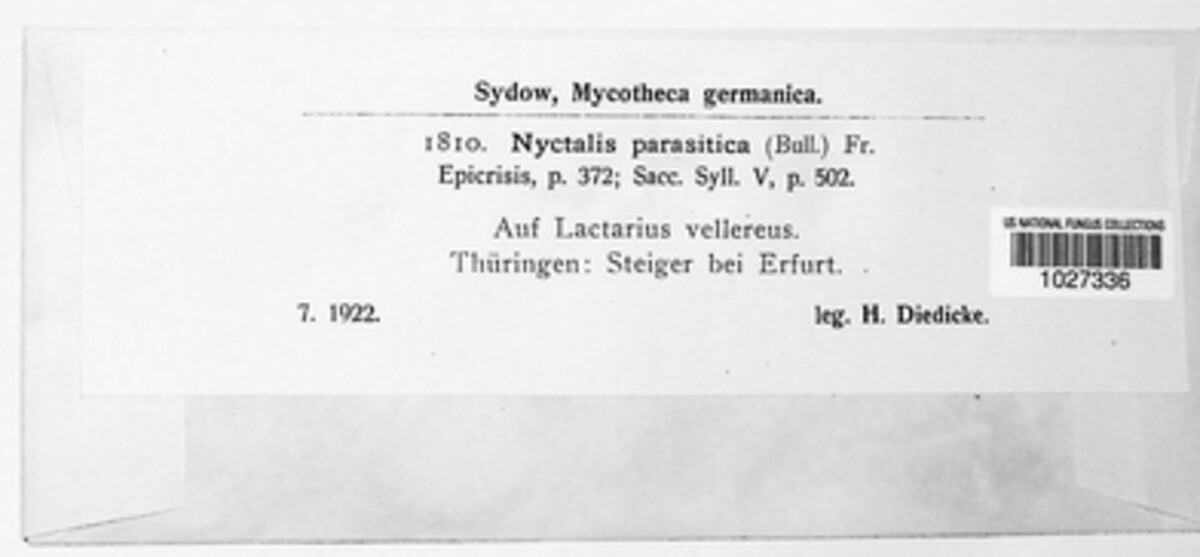 Sydow, Mycotheca germanica.
1810. Nyctalis parasitica (Bull.) Fr.
Epicrisis, p. 372; Sacc. Syll. V, p. 502.
Auf Lactarius vellereus.
Thüringen: Steiger bei Erfurt.
7. 1922. leg. H. Diedicke.
US NATIONAL FUNGUS COLLECTIONS
1027336